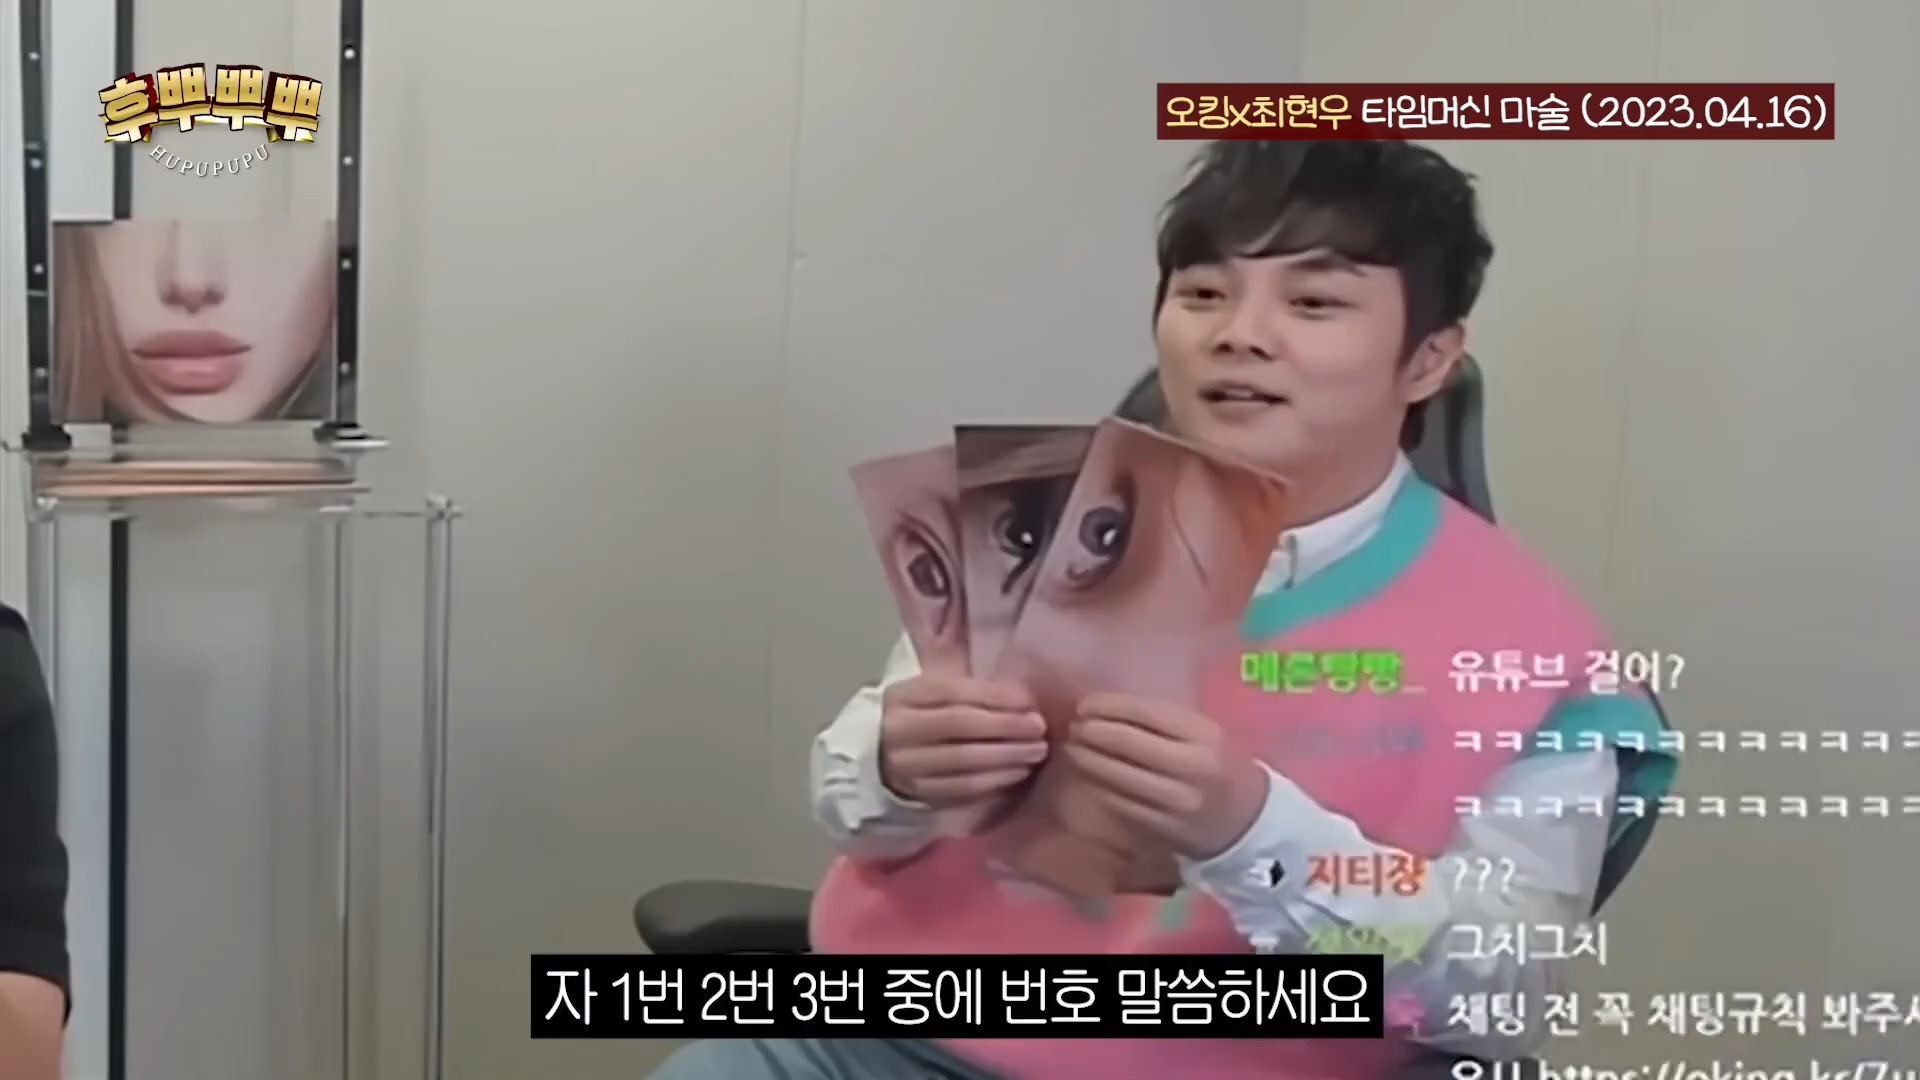 후뿌뿌뿌
HUPUPUPU
오킹x최현우 타임머신 마술 (2023.04.16)
메론빵빵_ 유튜브 걸어?
ㅋㅋㅋㅋㅋㅋㅋㅋㅋㅋㅋㅋ
ㅋㅋㅋㅋㅋㅋㅋㅋㅋㅋㅋㅋ
지티장 ???
그치그치
채팅 전 꼭 채팅규칙 봐주
자 1번 2번 3번 중에 번호 말씀하세요